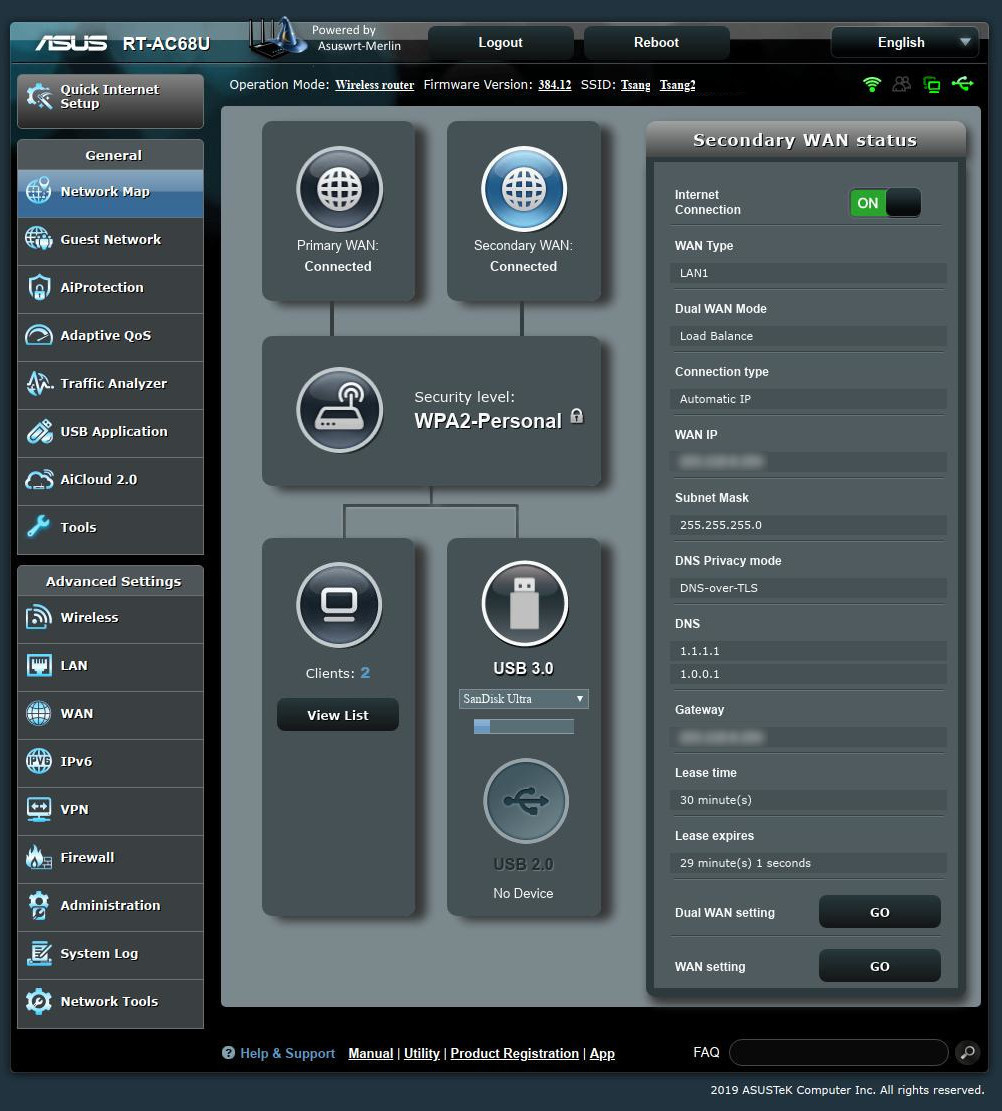 ASUS RT-AC68U
Powered by
Asuswrt-Merlin
Logout
Reboot
English
Quick Internet
Setup
Operation Mode: Wireless router Firmware Version: 384.12 SSID: Tsang Tsang2
General
Network Map
Guest Network
AiProtection
Adaptive QoS
Traffic Analyzer
USB Application
AiCloud 2.0
Tools
Advanced Settings
Wireless
LAN
WAN
IPv6
VPN
Firewall
Administration
System Log
Network Tools
Primary WAN:
Connected
Secondary WAN:
Connected
Security level:
WPA2-Personal
Clients: 2
View List
USB 3.0
SanDisk Ultra
USB 2.0
No Device
Secondary WAN status
Internet
Connection
ON
WAN Type
LAN1
Dual WAN Mode
Load Balance
Connection type
Automatic IP
WAN IP
Subnet Mask
255.255.255.0
DNS Privacy mode
DNS-over-TLS
DNS
1.1.1.1
1.0.0.1
Gateway
Lease time
30 minute(s)
Lease expires
29 minute(s) 1 seconds
Dual WAN setting
GO
WAN setting
GO
? Help & Support Manual | Utility | Product Registration | App
FAQ
2019 ASUSTeK Computer Inc. All rights reserved.